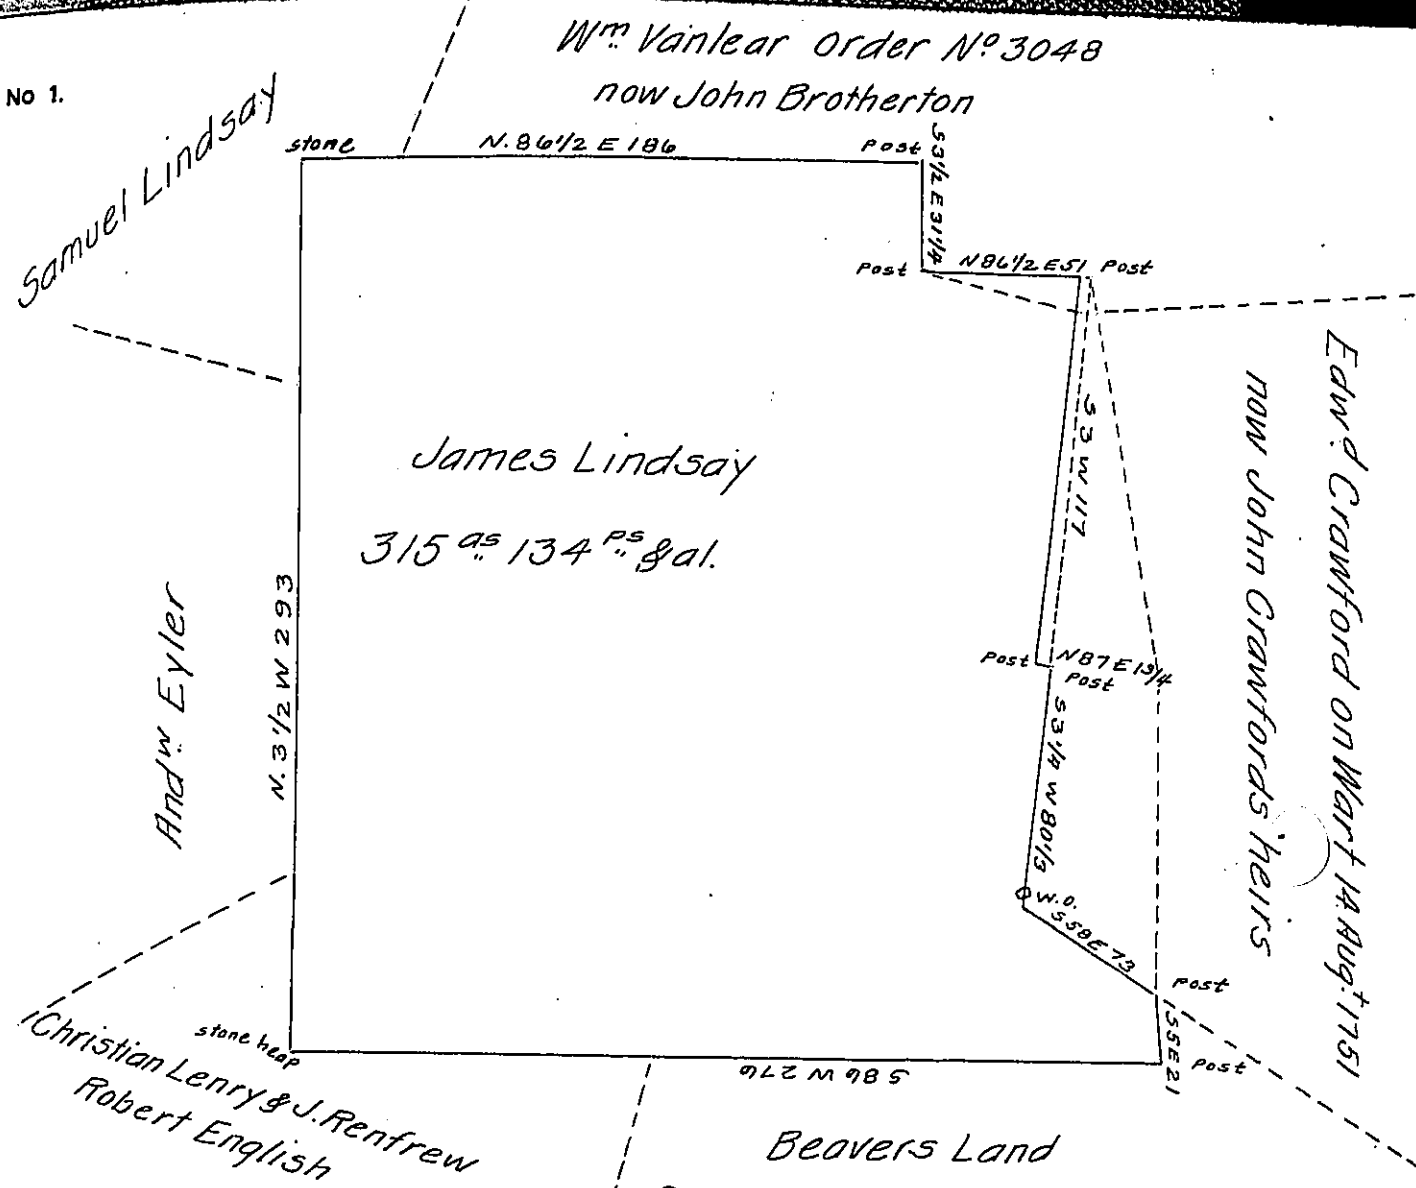 Wm Vanlear Order No 3048
now John Brotherton
No 1.
Samuel Lindsay
stone
N. 86 1/2 E 186
Post
S 3 1/2 E 31 1/4
Post
N 86 1/2 E 51
Post
Edwd Crawford on Wart 14 Augt 1751
now John Crawfords heirs
James Lindsay
315 as 134 ps & al.
S 3 W 117
Andw Eyler
N. 3 1/2 W 293
Post
N 87 E 1 3/4
Post
S 3 1/4 W 80 1/3
W.O.
S 58 E 73
Post
S 5 E 21
Post
stone heap
S 86 W 276
Christian Lenry & J. Renfrew
Robert English
Beavers Land